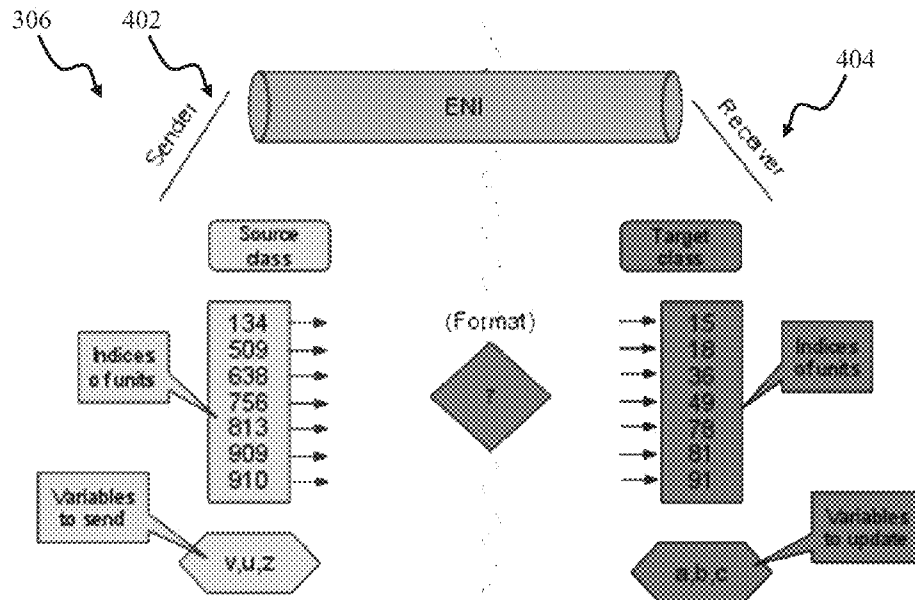 306
402
404
ENI
Sender
Receiver
Source
class
Target
class
(Format)
Indices
of units
134
509
638
756
813
909
910
15
18
36
49
78
81
91
Indices
of units
Variables
to send
v,u,z
Variables
to update
a,b,c